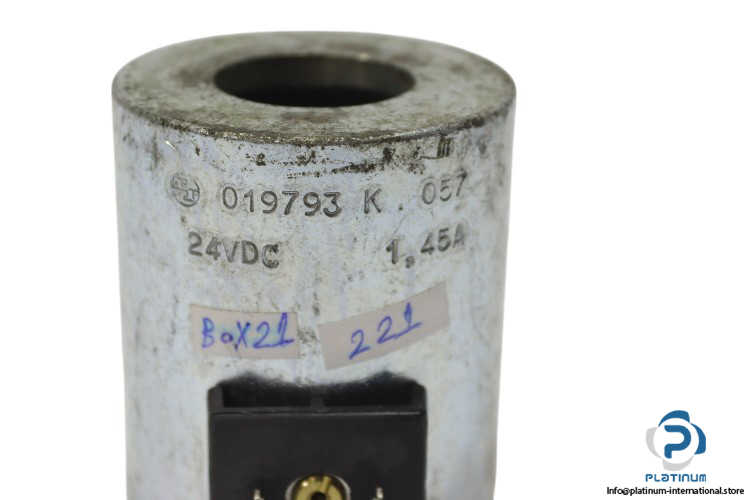 019793 K . 057
24VDC 1,45A
BOX21 221
PLATINUM
Info@platinum-international.store